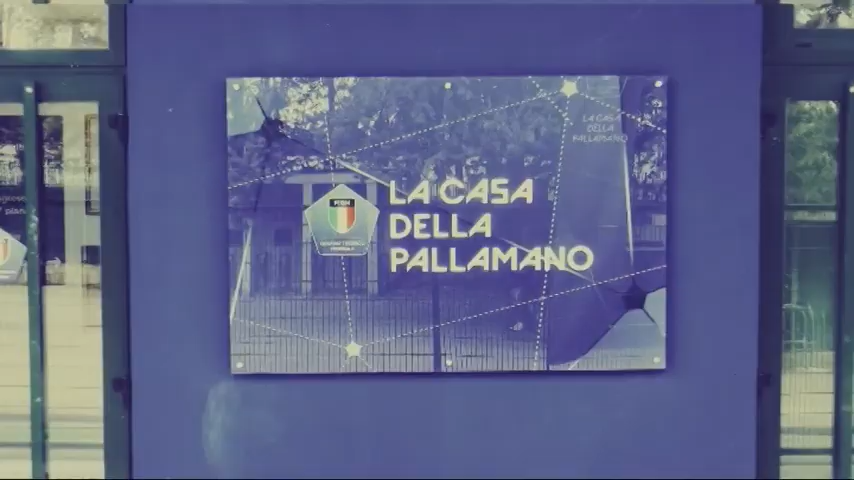 LA CASA
DELLA
PALLAMANO
LA CASA
DELLA
PALLAMANO
FIGH